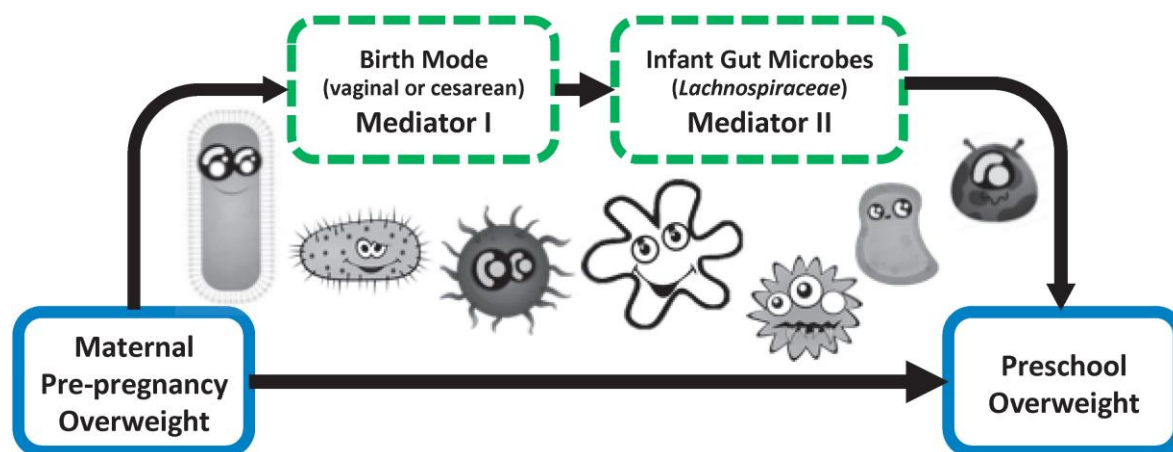 Birth Mode
(vaginal or cesarean)
Mediator I
Infant Gut Microbes
(Lachnospiraceae)
Mediator II
Maternal
Pre-pregnancy
Overweight
Preschool
Overweight